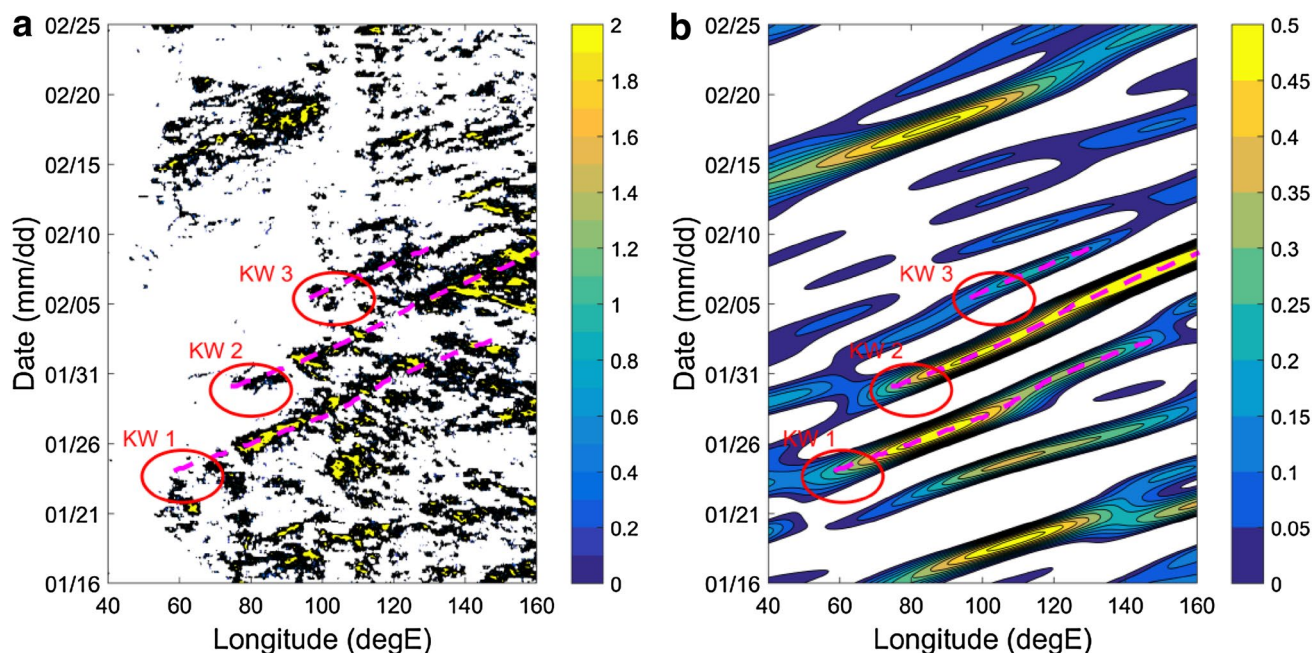 a
02/25
02/20
02/15
02/10
02/05
01/31
01/26
01/21
01/16
Date (mm/dd)
KW 3
KW 2
KW 1
40 60 80 100 120 140 160
Longitude (degE)
2
1.8
1.6
1.4
1.2
1
0.8
0.6
0.4
0.2
0
b
02/25
02/20
02/15
02/10
02/05
01/31
01/26
01/21
01/16
Date (mm/dd)
KW 3
KW 2
KW 1
40 60 80 100 120 140 160
Longitude (degE)
0.5
0.45
0.4
0.35
0.3
0.25
0.2
0.15
0.1
0.05
0